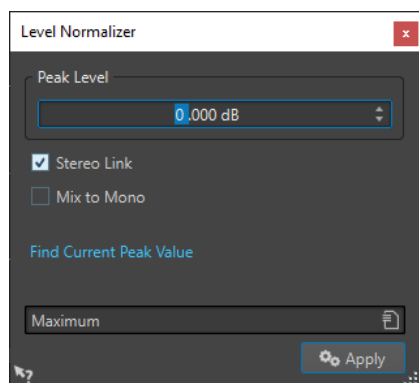 Level Normalizer
Peak Level
0.000 dB
Stereo Link
Mix to Mono
Find Current Peak Value
Maximum
Apply